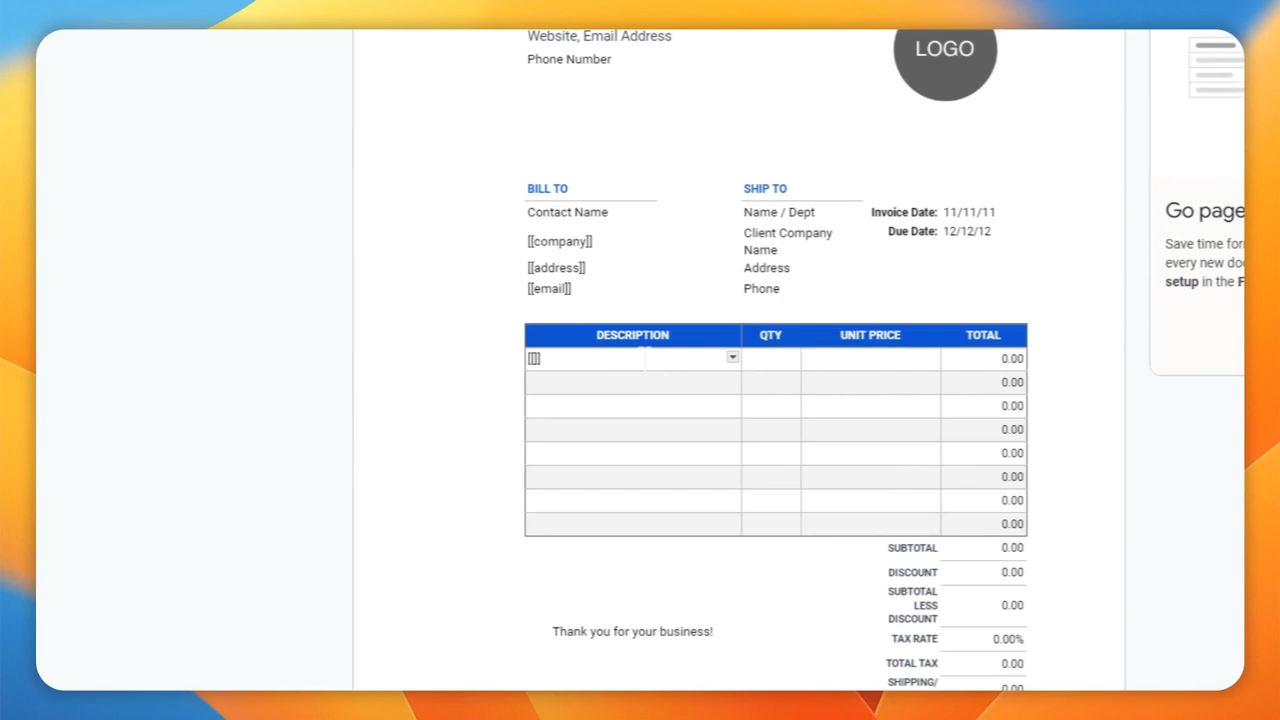 Website, Email Address
Phone Number
LOGO
BILL TO
SHIP TO
Contact Name
Name / Dept
Invoice Date: 11/11/11
[[company]]
Client Company
Name
Due Date: 12/12/12
[[address]]
Address
[[email]]
Phone
Go page
Save time for
every new do
setup in the F
DESCRIPTION QTY UNIT PRICE TOTAL
[[]] 0.00
0.00
0.00
0.00
0.00
0.00
0.00
0.00
SUBTOTAL 0.00
DISCOUNT 0.00
SUBTOTAL
LESS
DISCOUNT
0.00
Thank you for your business!
TAX RATE 0.00%
TOTAL TAX 0.00
SHIPPING/
0.00